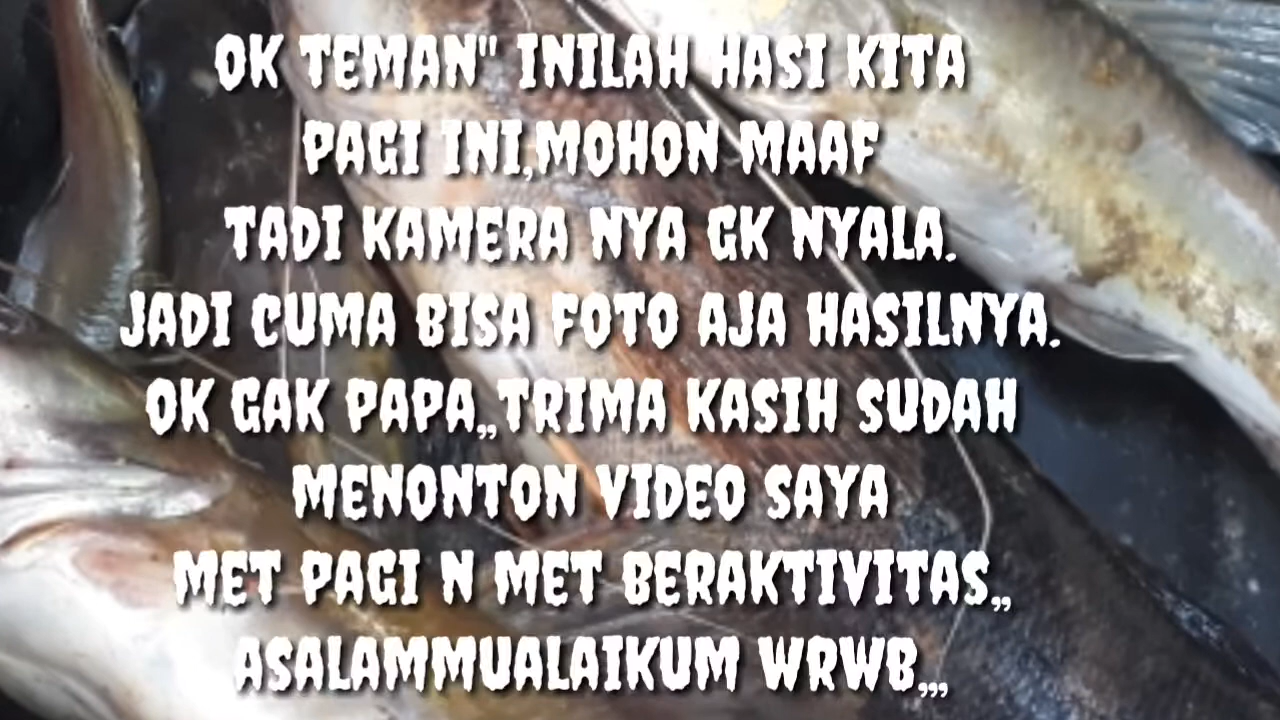 OK TEMAN" INILAH HASI KITA
PAGI INI,MOHON MAAF
TADI KAMERA NYA GK NYALA.
JADI CUMA BISA FOTO AJA HASILNYA.
OK GAK PAPA,,TRIMA KASIH SUDAH
MENONTON VIDEO SAYA
MET PAGI N MET BERAKTIVITAS,,
ASALAMMUALAIKUM WRWB,,,